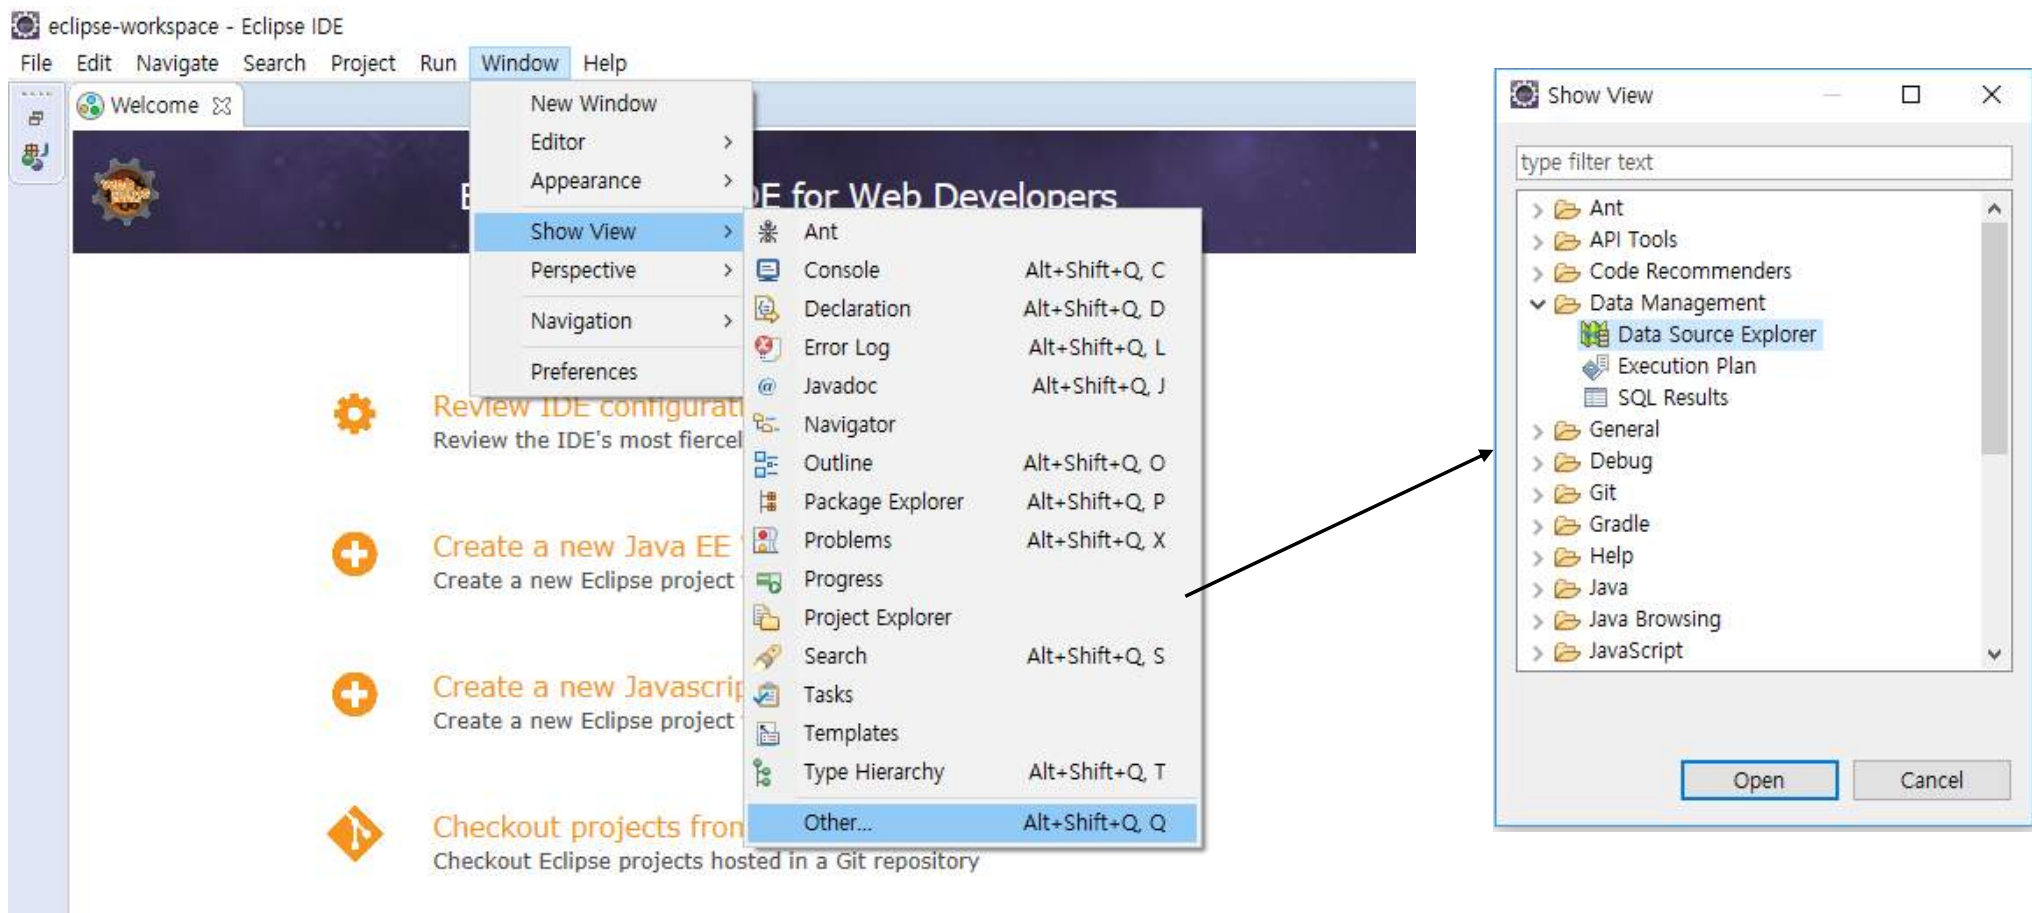 eclipse-workspace - Eclipse IDE
File Edit Navigate Search Project Run Window Help
Welcome
New Window
Editor
Appearance
Show View
Perspective
Navigation
Preferences
E for Web Developers
Ant
Console Alt+Shift+Q, C
Declaration Alt+Shift+Q, D
Error Log Alt+Shift+Q, L
Javadoc Alt+Shift+Q, J
Navigator
Outline Alt+Shift+Q, O
Package Explorer Alt+Shift+Q, P
Problems Alt+Shift+Q, X
Progress
Project Explorer
Search Alt+Shift+Q, S
Tasks
Templates
Type Hierarchy Alt+Shift+Q, T
Other... Alt+Shift+Q, Q
Review IDE configurati
Review the IDE's most fiercel
Create a new Java EE
Create a new Eclipse project
Create a new Javascrip
Create a new Eclipse project
Checkout projects from
Checkout Eclipse projects hosted in a Git repository
Show View
type filter text
Ant
API Tools
Code Recommenders
Data Management
Data Source Explorer
Execution Plan
SQL Results
General
Debug
Git
Gradle
Help
Java
Java Browsing
JavaScript
Open Cancel